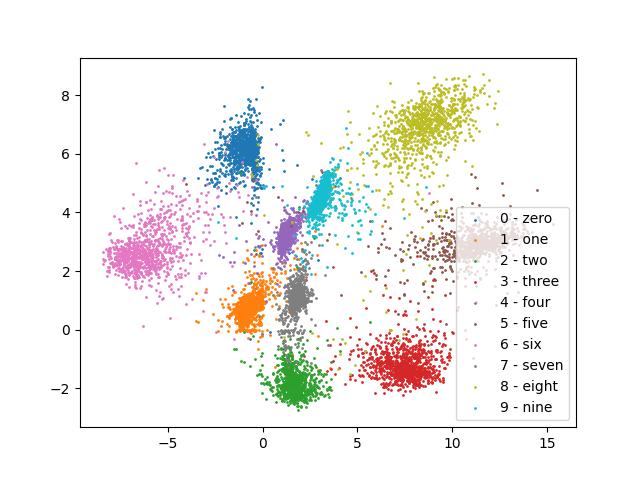 8
6
4
2
0
−2
−5
0
5
10
15
0 - zero
1 - one
2 - two
3 - three
4 - four
5 - five
6 - six
7 - seven
8 - eight
9 - nine